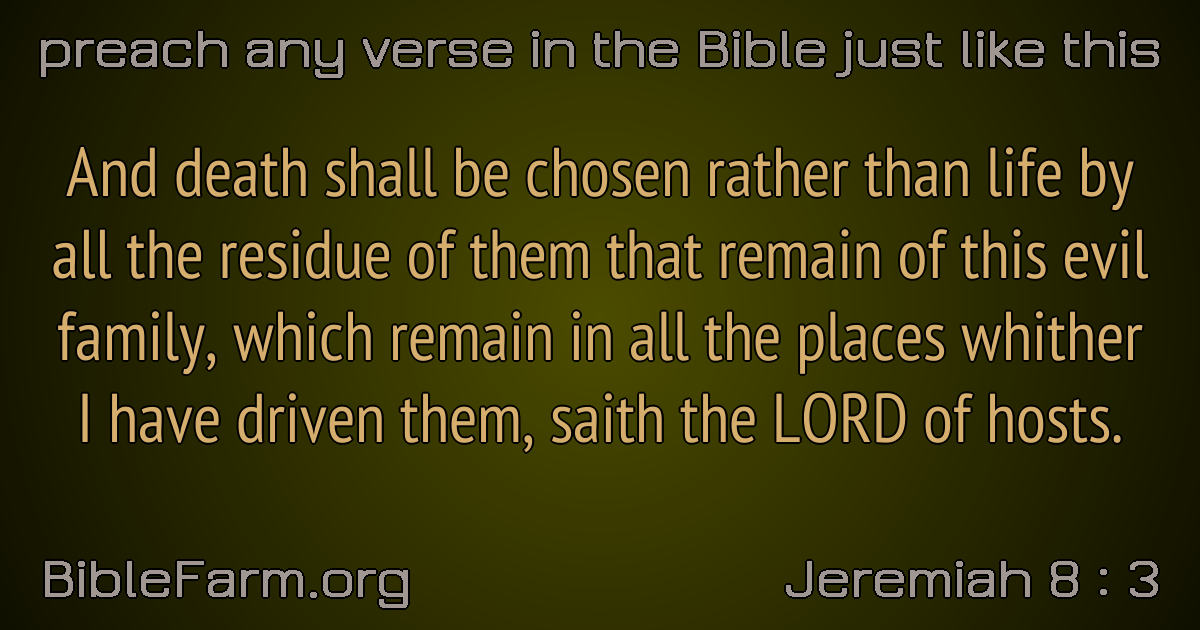 preach any verse in the Bible just like this
And death shall be chosen rather than life by
all the residue of them that remain of this evil
family, which remain in all the places whither
I have driven them, saith the LORD of hosts.
BibleFarm.org
Jeremiah 8 : 3